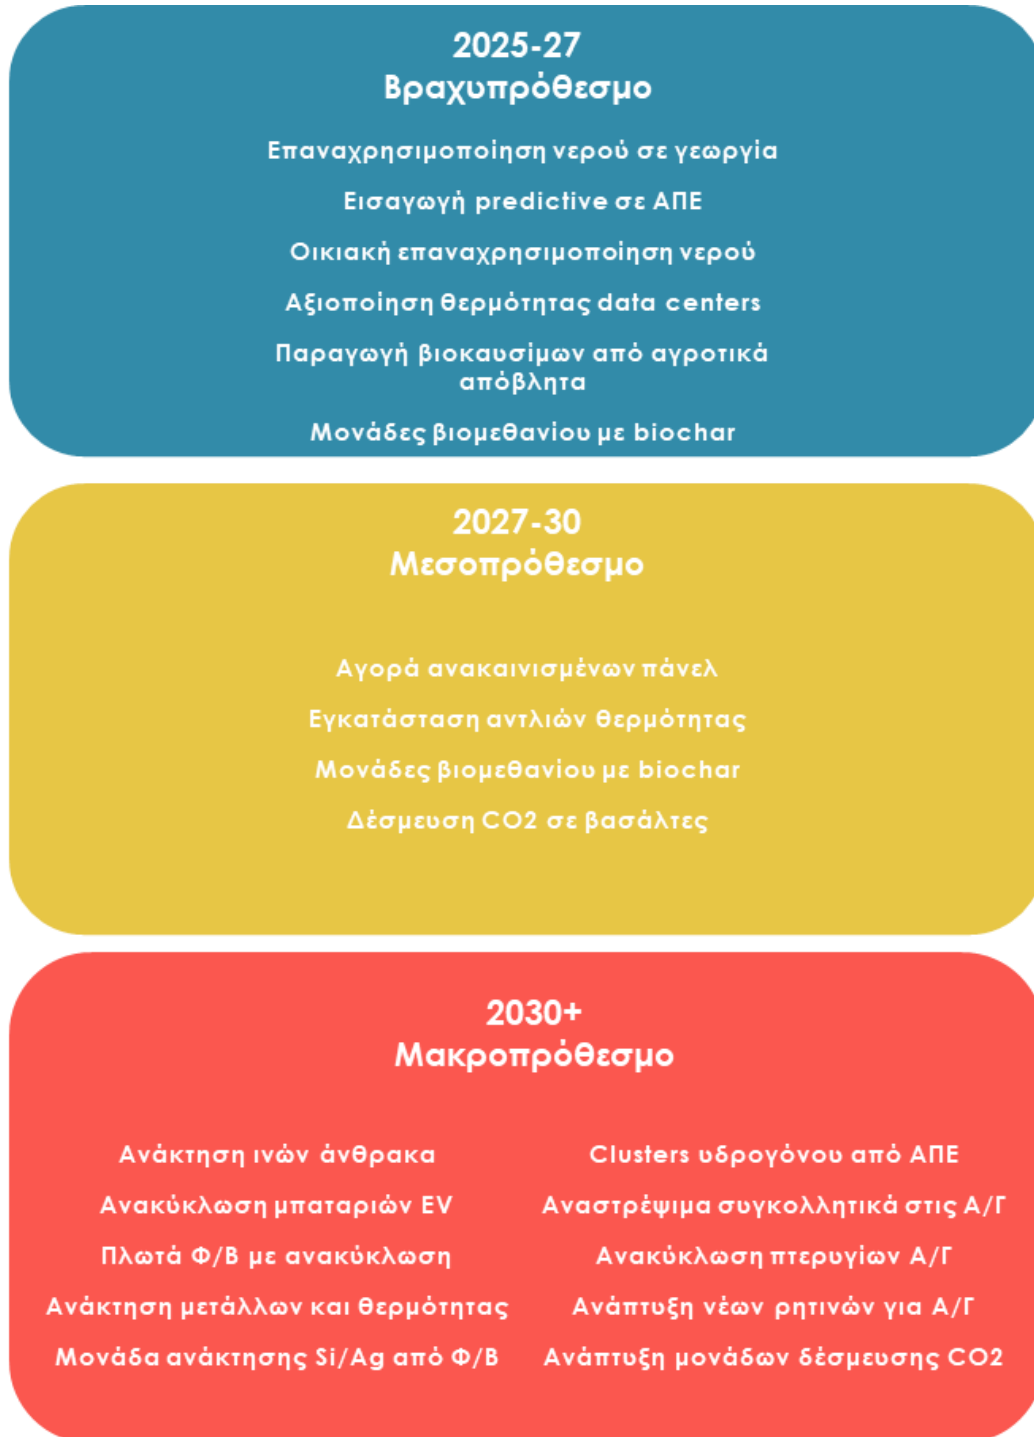 2025-27
Βραχυπρόθεσμο
Επαναχρησιμοποίηση νερού σε γεωργία
Εισαγωγή predictive σε ΑΠΕ
Οικιακή επαναχρησιμοποίηση νερού
Αξιοποίηση θερμότητας data centers
Παραγωγή βιοκαυσίμων από αγροτικά
απόβλητα
Μονάδες βιομεθανίου με biochar
2027-30
Μεσοπρόθεσμο
Αγορά ανακαινισμένων πάνελ
Εγκατάσταση αντλιών θερμότητας
Μονάδες βιομεθανίου με biochar
Δέσμευση CO2 σε βασάλτες
2030+
Μακροπρόθεσμο
Ανάκτηση ινών άνθρακα
Ανακύκλωση μπαταριών EV
Πλωτά Φ/Β με ανακύκλωση
Ανάκτηση μετάλλων και θερμότητας
Μονάδα ανάκτησης Si/Ag από Φ/Β
Clusters υδρογόνου από ΑΠΕ
Αναστρέψιμα συγκολλητικά στις Α/Γ
Ανακύκλωση πτερυγίων Α/Γ
Ανάπτυξη νέων ρητινών για Α/Γ
Ανάπτυξη μονάδων δέσμευσης CO2